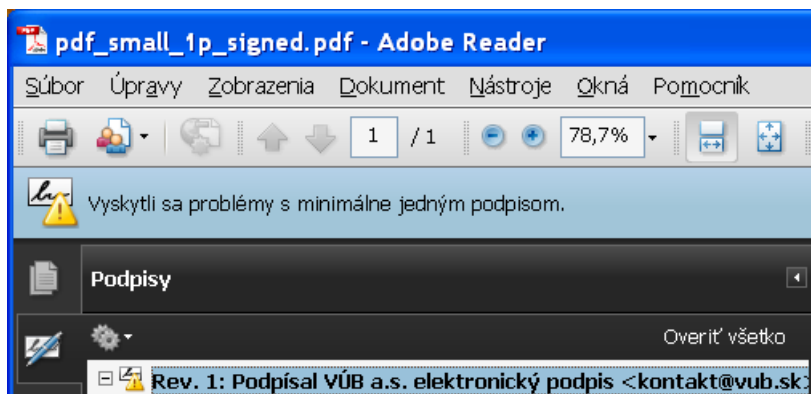 pdf_small_1p_signed.pdf - Adobe Reader
Súbor Úpravy Zobrazenia Dokument Nástroje Okná Pomocník
1 / 1 78,7%
Vyskytli sa problémy s minimálne jedným podpisom.
Podpisy
Overiť všetko
Rev. 1: Podpísal VÚB a.s. elektronický podpis <kontakt@vub.sk>